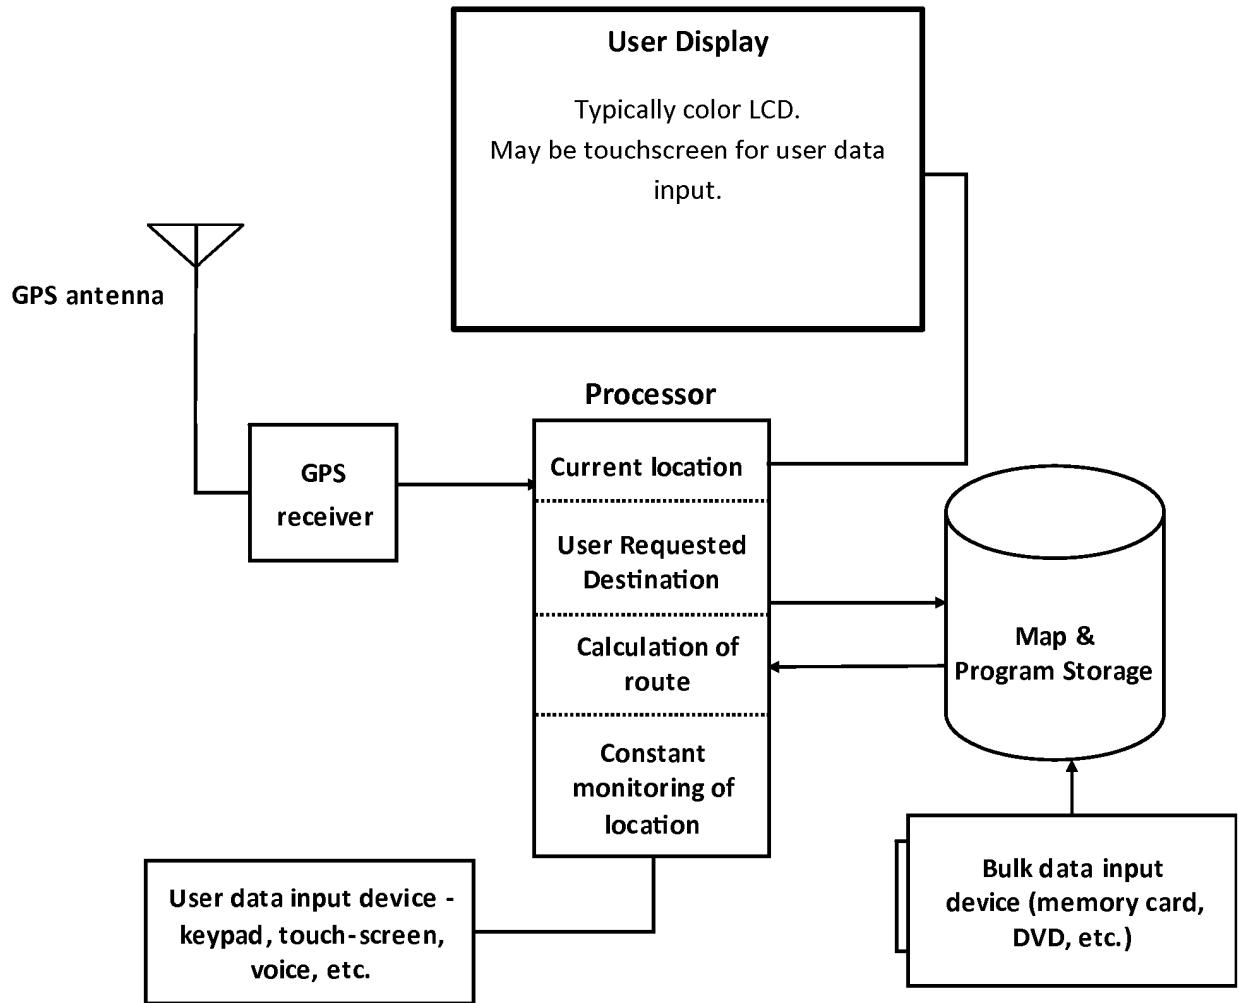 User Display
Typically color LCD.
May be touchscreen for user data
input.
GPS antenna
Processor
GPS
receiver
Current location
User Requested
Destination
Calculation of
route
Constant
monitoring of
location
Map &
Program Storage
User data input device -
keypad, touch-screen,
voice, etc.
Bulk data input
device (memory card,
DVD, etc.)